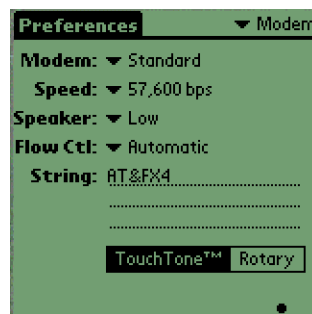 Preferences ▼ Modem
Modem: ▼ Standard
Speed: ▼ 57,600 bps
Speaker: ▼ Low
Flow Ctl: ▼ Automatic
String: AT&FX4
TouchTone™ Rotary